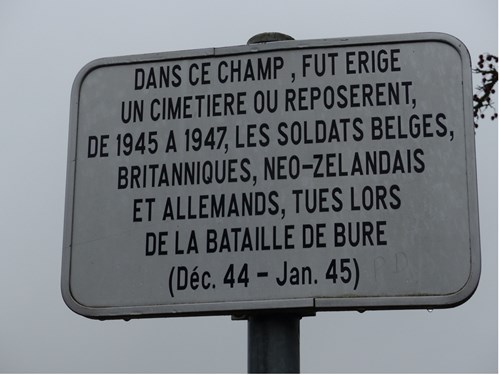 DANS CE CHAMP, FUT ERIGE
UN CIMETIERE OU REPOSERENT,
DE 1945 A 1947, LES SOLDATS BELGES,
BRITANNIQUES, NEO-ZELANDAIS
ET ALLEMANDS, TUES LORS
DE LA BATAILLE DE BURE
(Déc. 44 - Jan. 45)